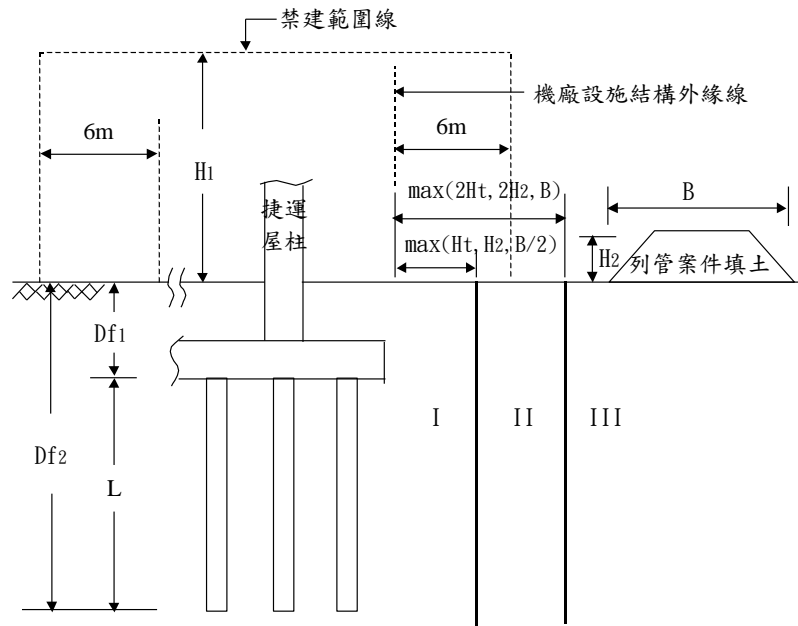 禁建範圍線
機廠設施結構外緣線
6m
6m
H1
max(2Ht,2H2,B)
B
捷運
屋柱
max(Ht,H2,B/2)
H2
列管案件填土
Df1
I
II
III
Df2
L